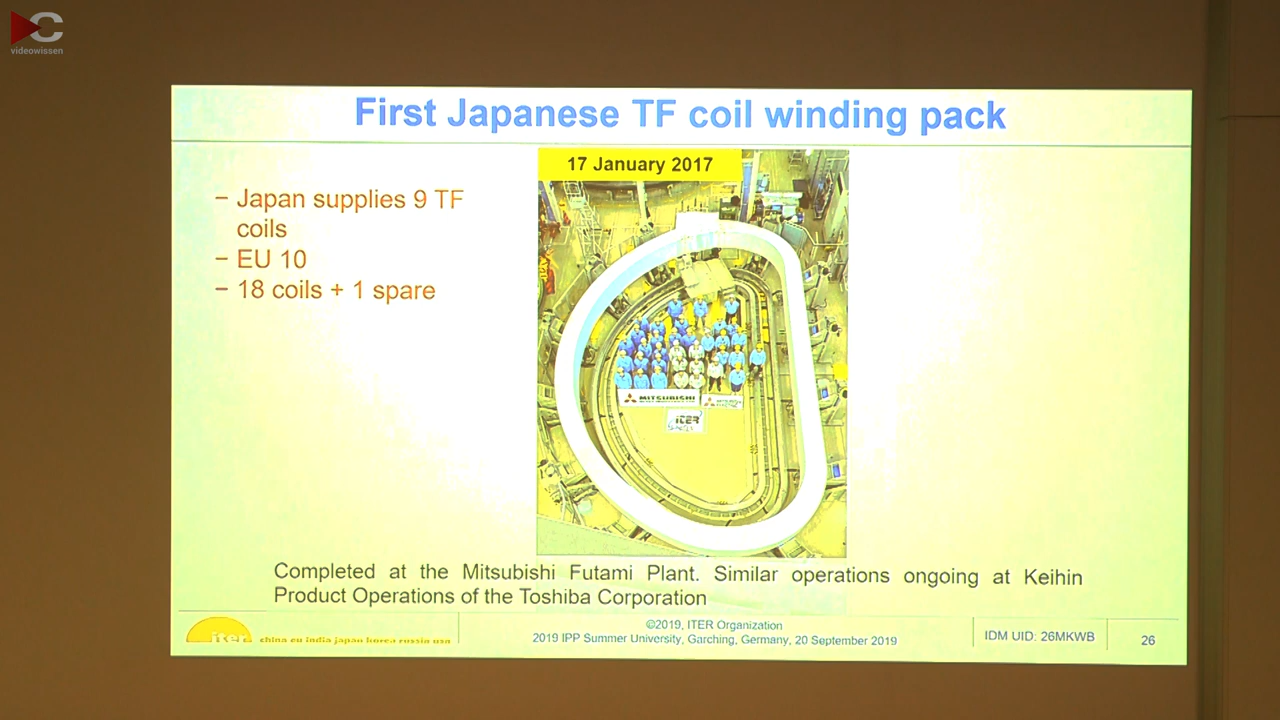 videowissen
First Japanese TF coil winding pack
17 January 2017
– Japan supplies 9 TF
coils
– EU 10
– 18 coils + 1 spare
MITSUBISHI
MITSUBISHI
ITER
Completed at the Mitsubishi Futami Plant. Similar operations ongoing at Keihin
Product Operations of the Toshiba Corporation
iter
china eu india japan korea russia usa
©2019, ITER Organization
2019 IPP Summer University, Garching, Germany, 20 September 2019
IDM UID: 26MKWB
26